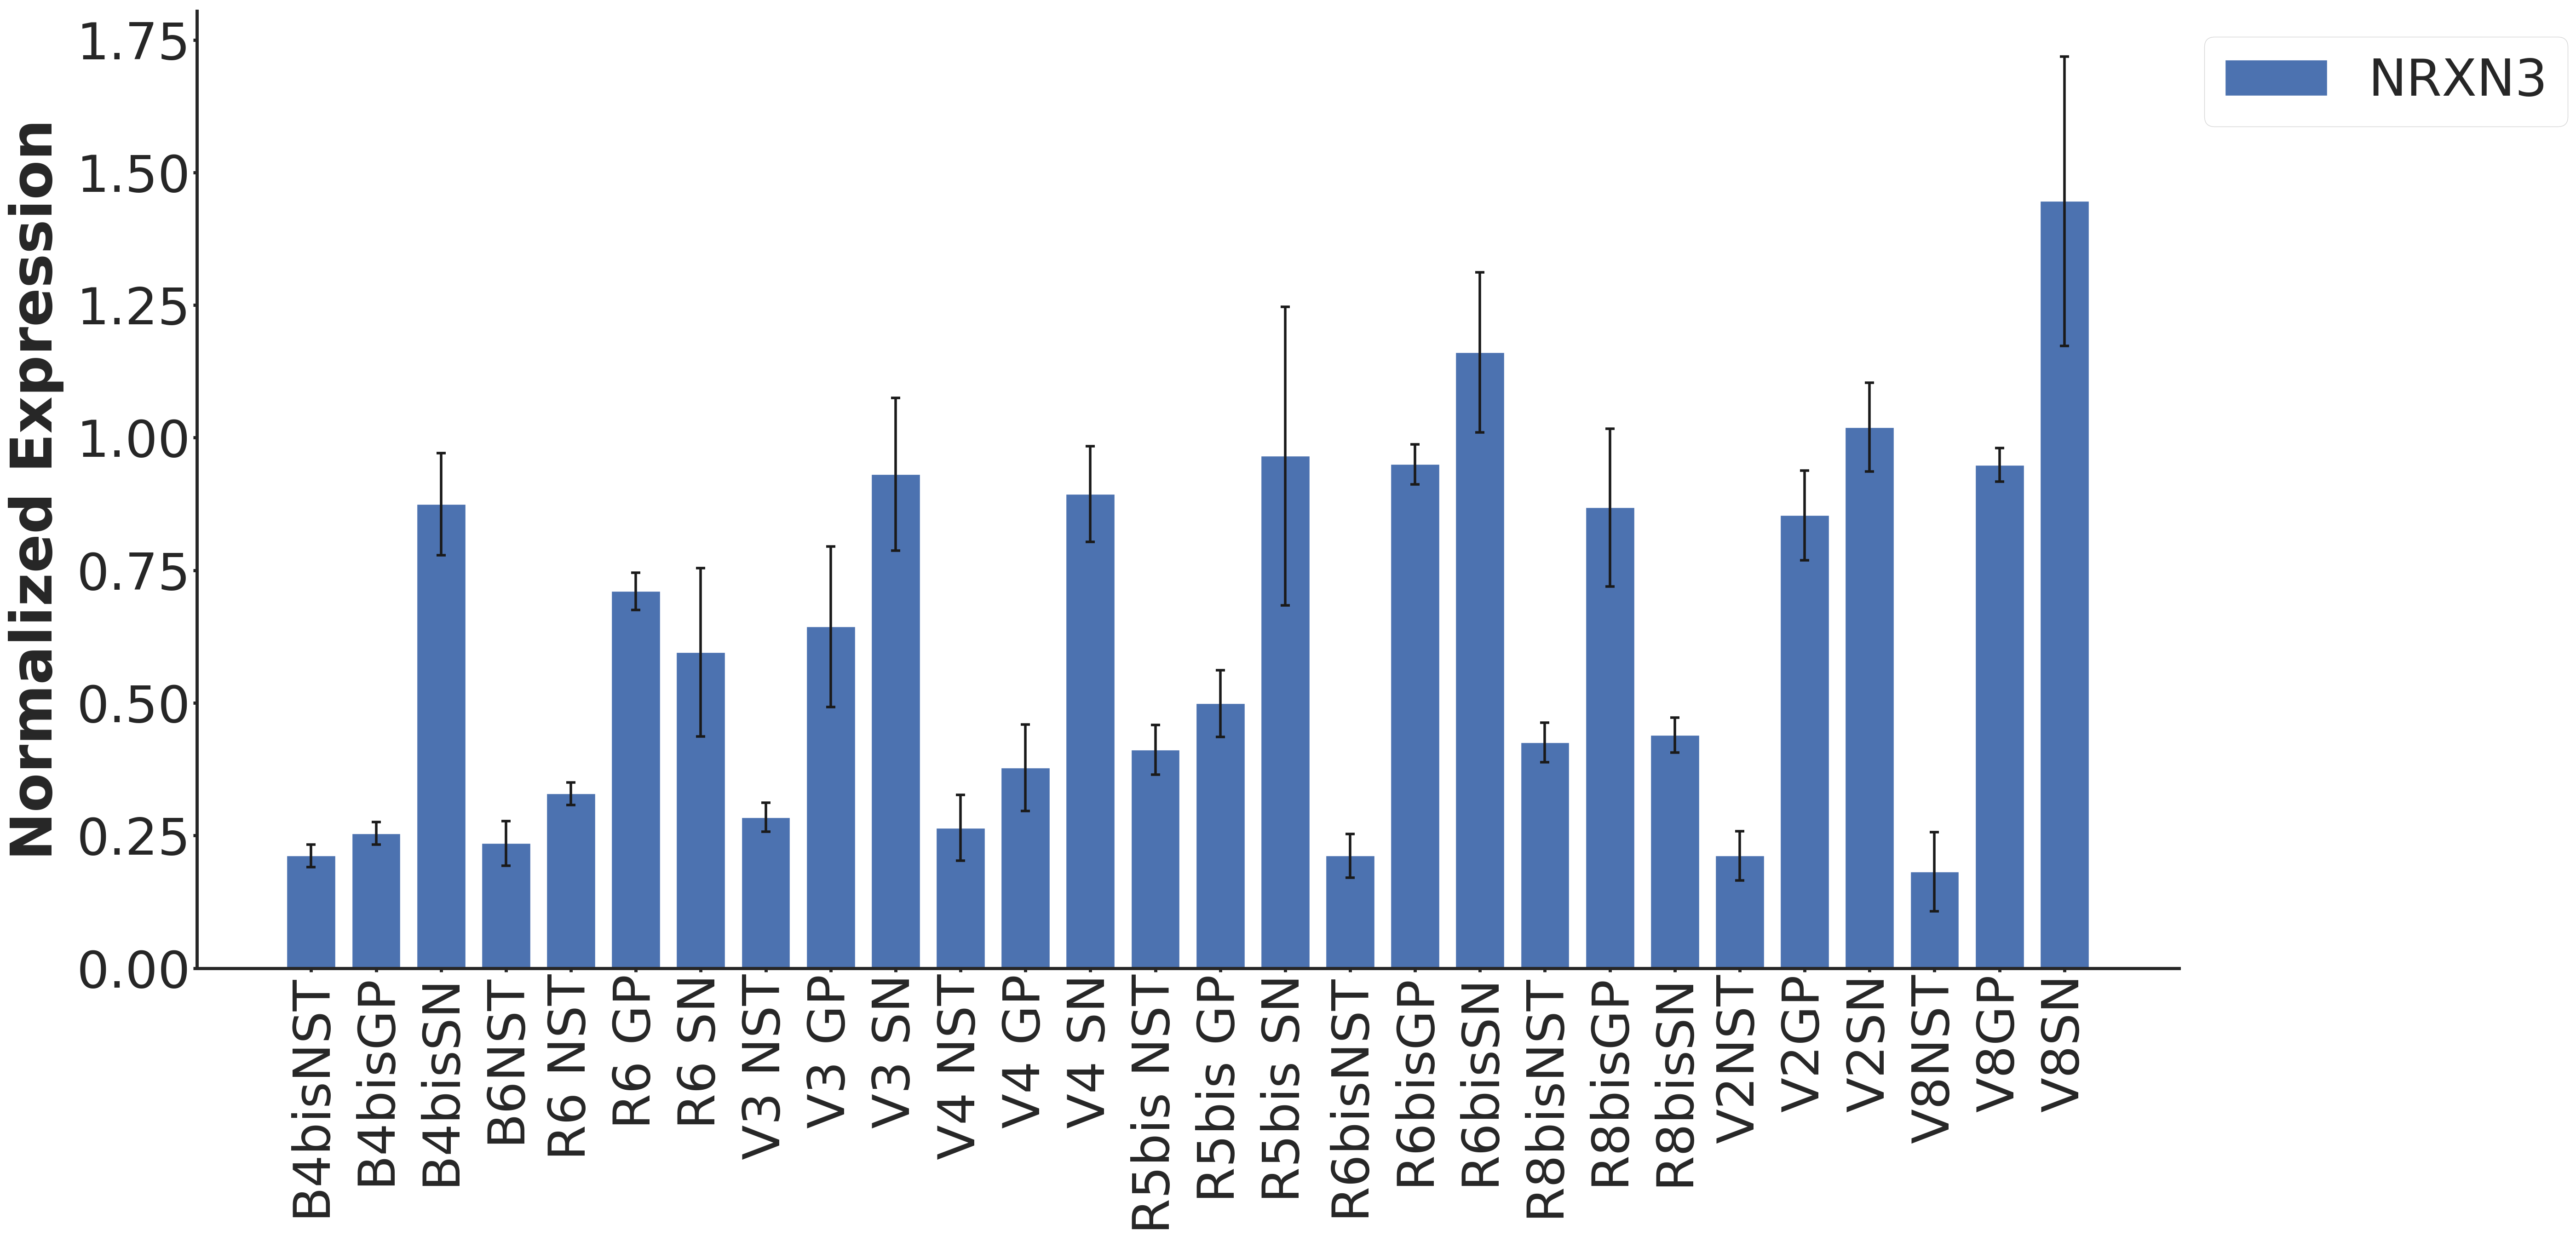 Normalized Expression
1.75
1.50
1.25
1.00
0.75
0.50
0.25
0.00
B4bisNST
B4bisGP
B4bisSN
B6NST
R6 NST
R6 GP
R6 SN
V3 NST
V3 GP
V3 SN
V4 NST
V4 GP
V4 SN
R5bis NST
R5bis GP
R5bis SN
R6bisNST
R6bisGP
R6bisSN
R8bisNST
R8bisGP
R8bisSN
V2NST
V2GP
V2SN
V8NST
V8GP
V8SN
NRXN3